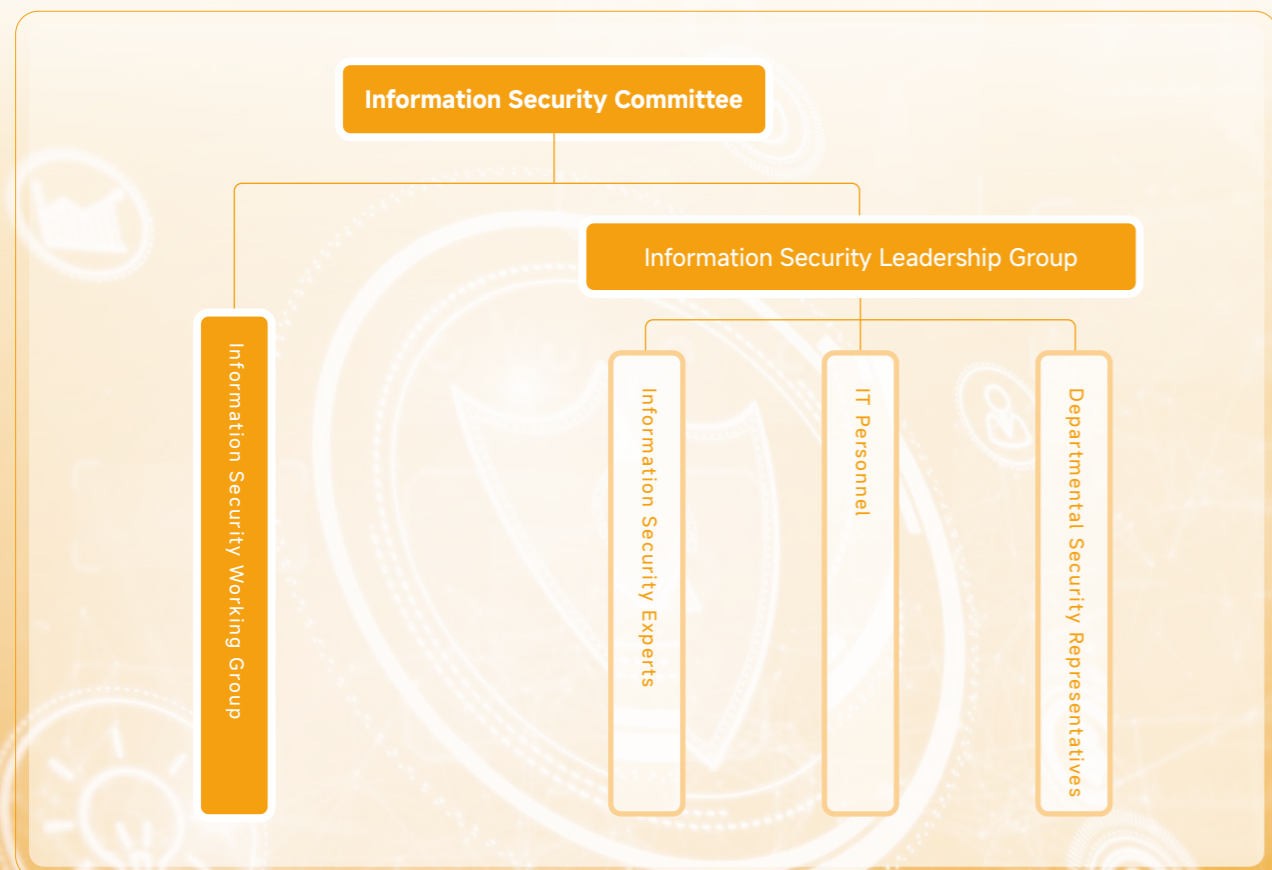 Information Security Committee
Information Security Leadership Group
Information Security Working Group
Information Security Experts
IT Personnel
Departmental Security Representatives